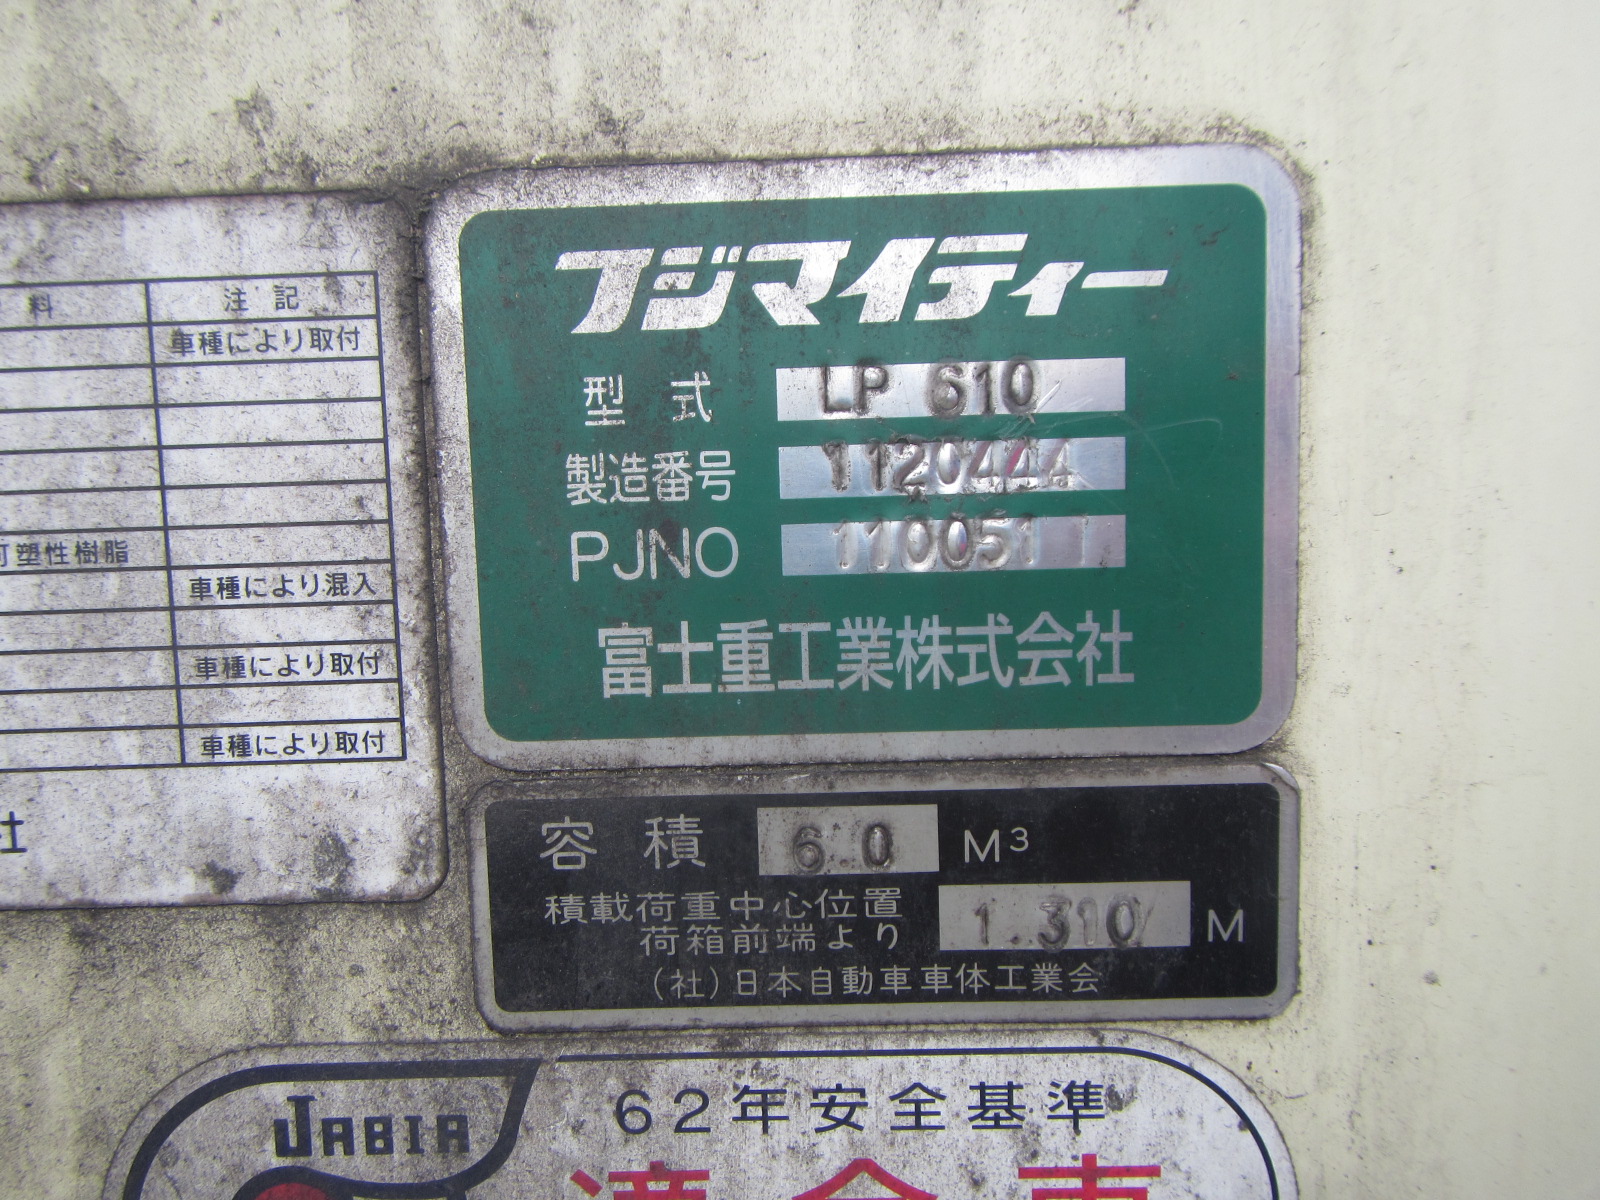 料 注記
車種により取付
可塑性樹脂
車種により混入
車種により取付
車種により取付
社
フジマイティー
型式 LP 610
製造番号 1120444
PJNO 1100511
富士重工業株式会社
容積 6.0 M³
積載荷重中心位置
荷箱前端より 1.310 M
(社)日本自動車車体工業会
JABIA
62年安全基準
適合車